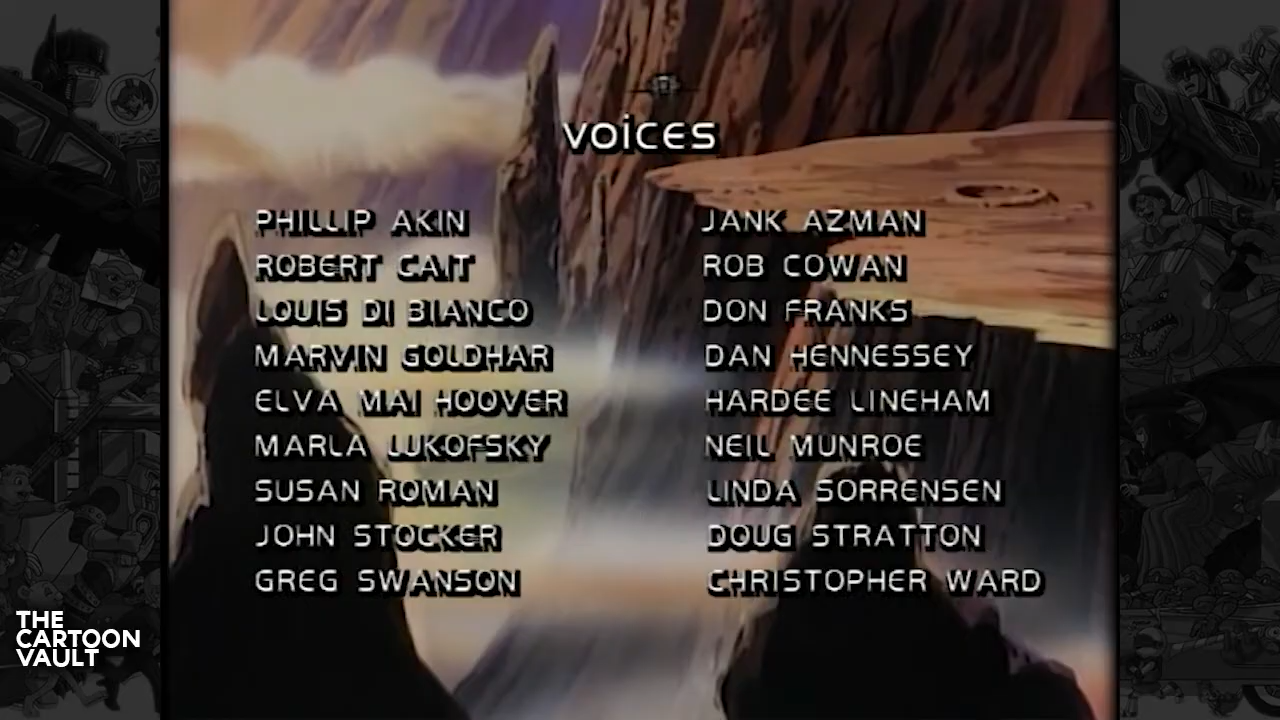 voices
PHILLIP AKIN
JANK AZMAN
ROBERT CAIT
ROB COWAN
LOUIS DI BIANCO
DON FRANKS
MARVIN GOLDHAR
DAN HENNESSEY
ELVA MAI HOOVER
HARDEE LINEHAM
MARLA LUKOFSKY
NEIL MUNROE
SUSAN ROMAN
LINDA SORRENSEN
JOHN STOCKER
DOUG STRATTON
GREG SWANSON
CHRISTOPHER WARD
THE
CARTOON
VAULT